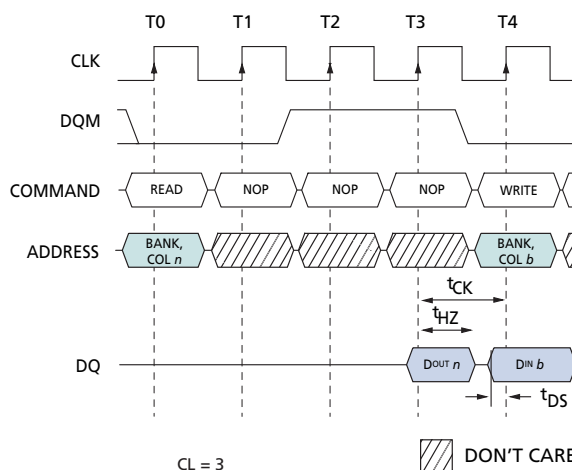 T0 T1 T2 T3 T4
CLK
DQM
COMMAND READ NOP NOP NOP WRITE
ADDRESS BANK, COL n BANK, COL b
tCK
tHZ
DQ DOUT n DIN b
tDS
CL = 3
DON'T CARE